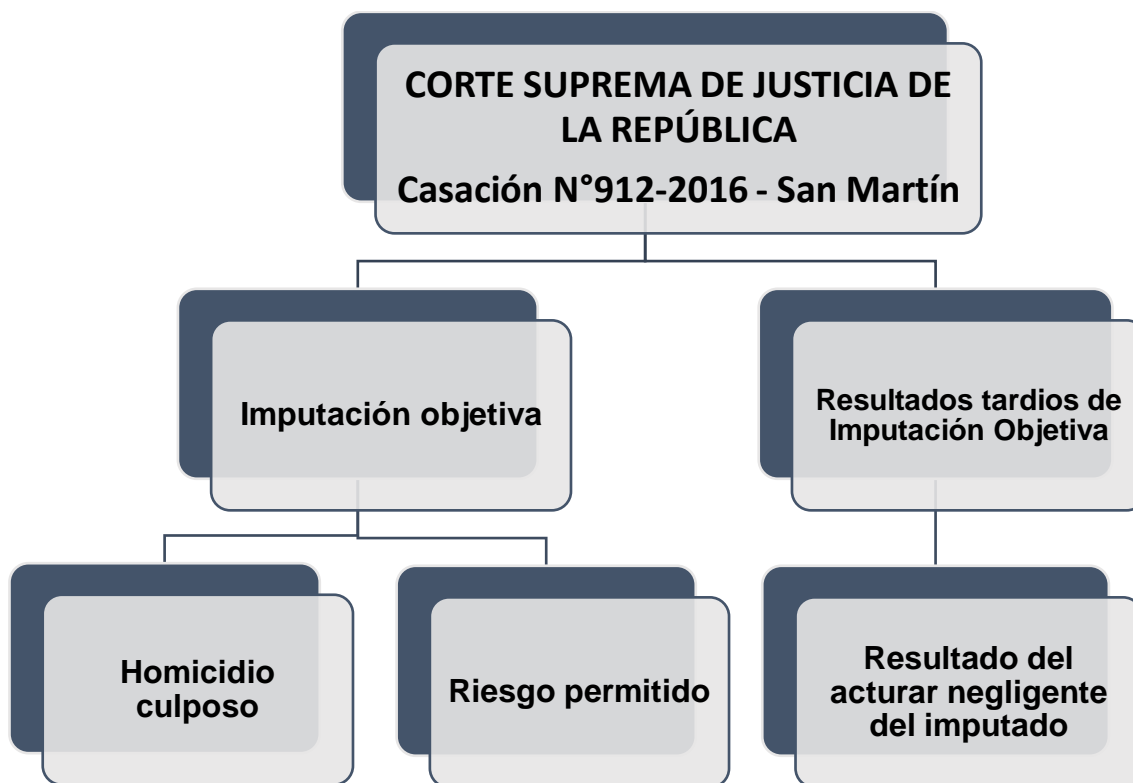 CORTE SUPREMA DE JUSTICIA DE
LA REPÚBLICA
Casación N°912-2016 - San Martín
Imputación objetiva
Resultados tardios de
Imputación Objetiva
Homicidio
culposo
Riesgo permitido
Resultado del
acturar negligente
del imputado